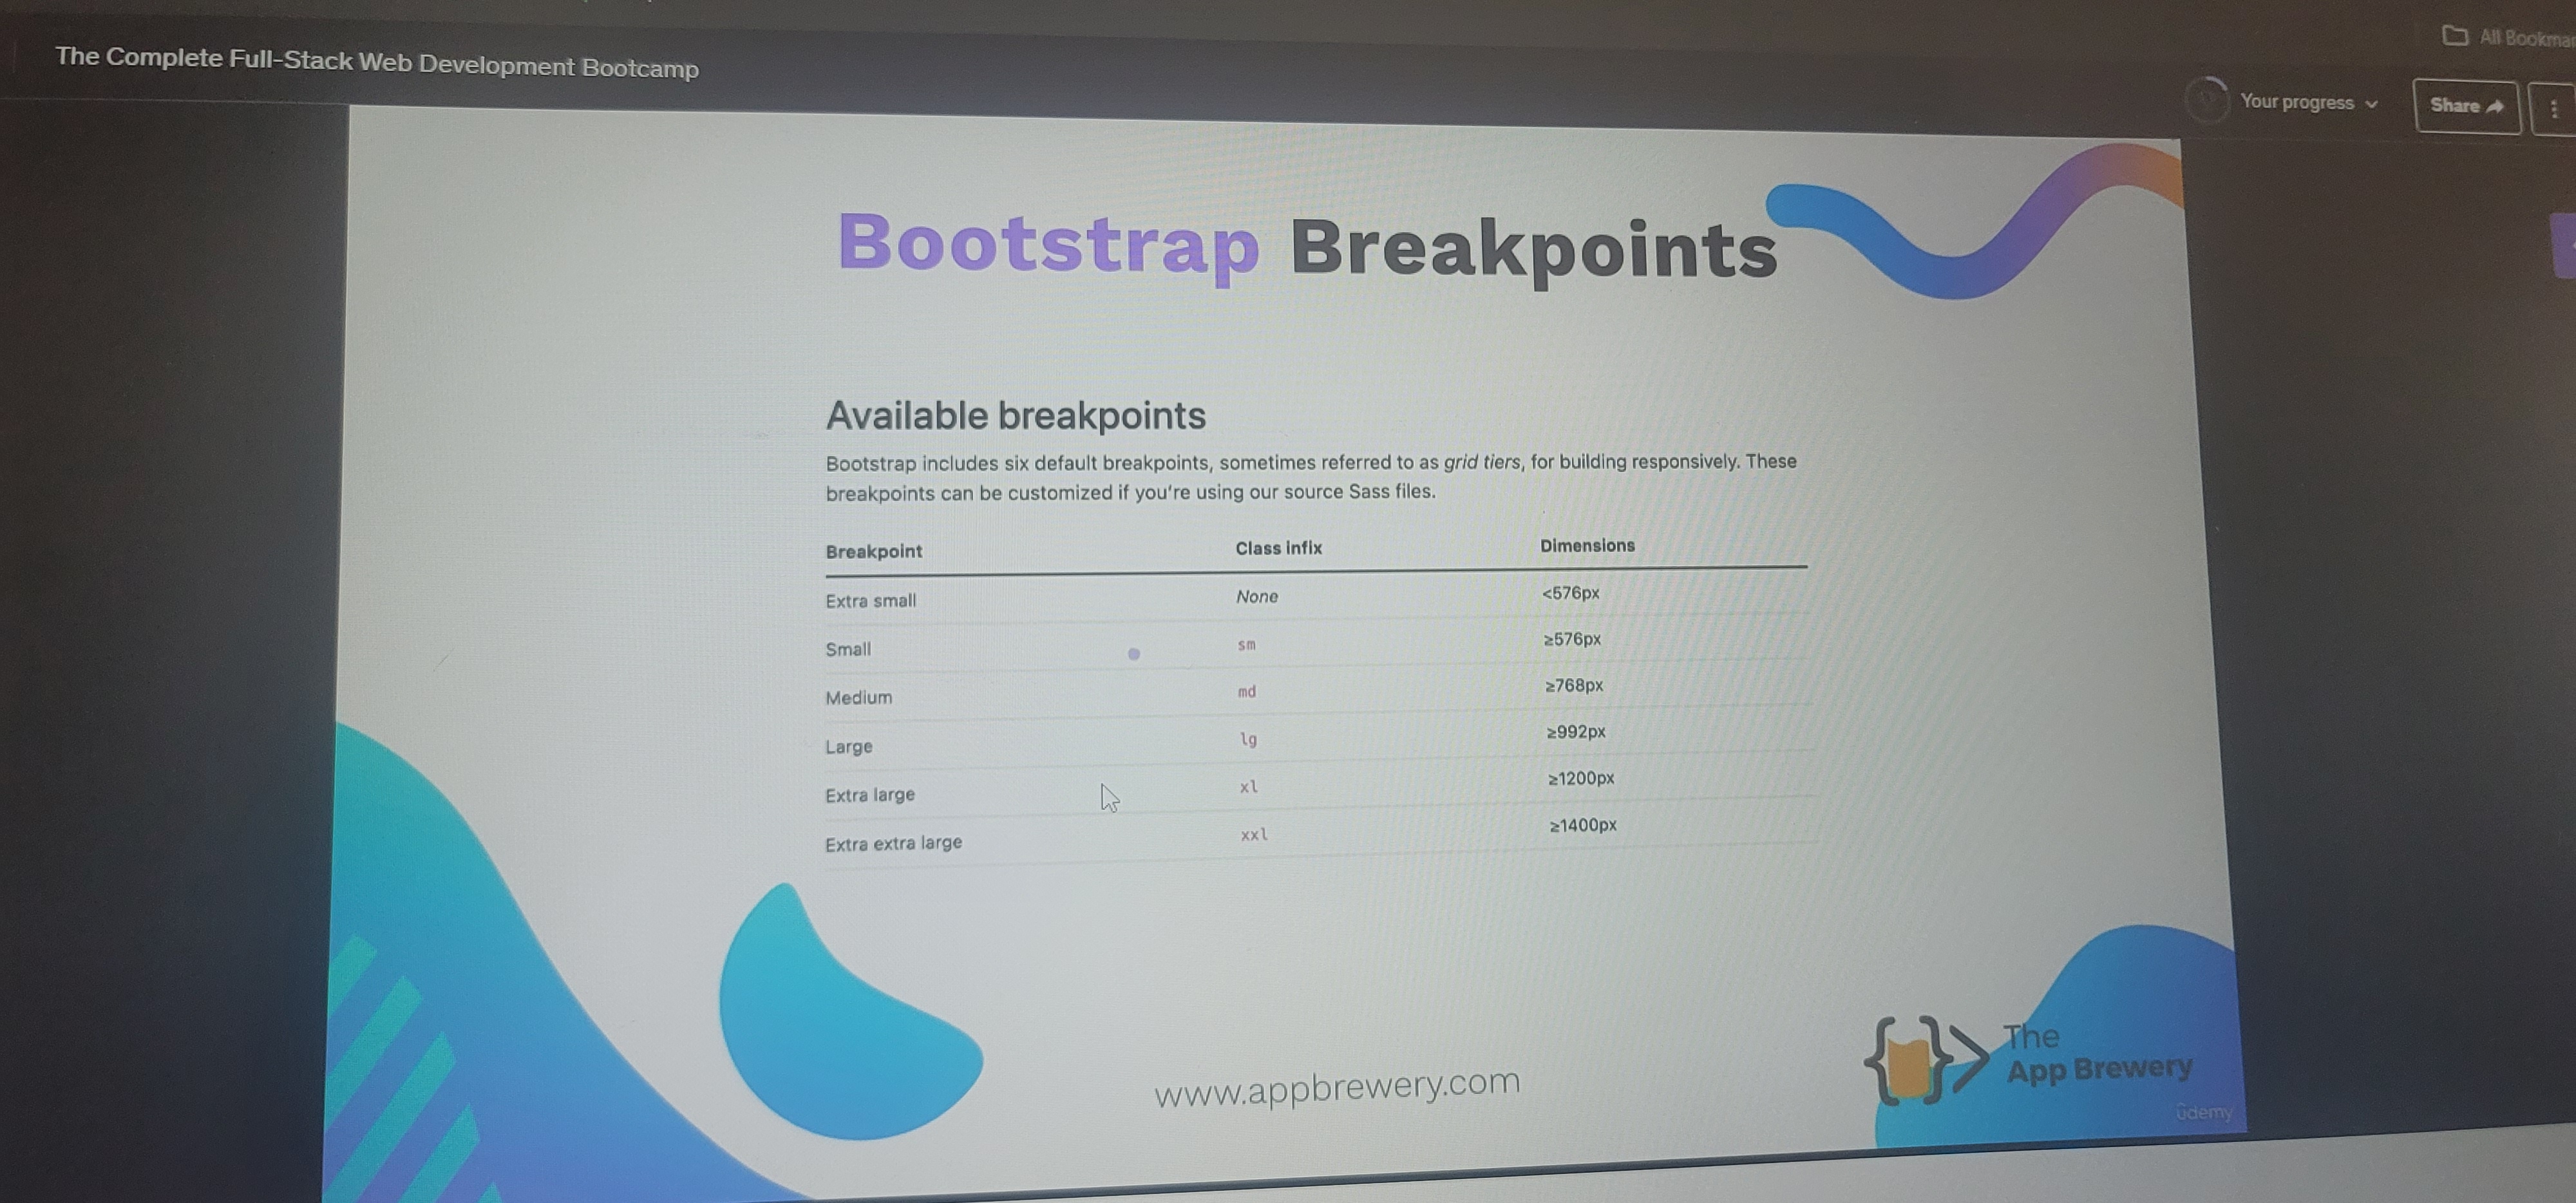 All Bookmar
The Complete Full-Stack Web Development Bootcamp
Your progress
Share
Bootstrap Breakpoints
Available breakpoints
Bootstrap includes six default breakpoints, sometimes referred to as grid tiers, for building responsively. These
breakpoints can be customized if you're using our source Sass files.
Breakpoint Class infix Dimensions
Extra small None <576px
Small sm ≥576px
Medium md ≥768px
Large lg ≥992px
Extra large xl ≥1200px
Extra extra large xxl ≥1400px
www.appbrewery.com
{ }> The
App Brewery
ûdemy